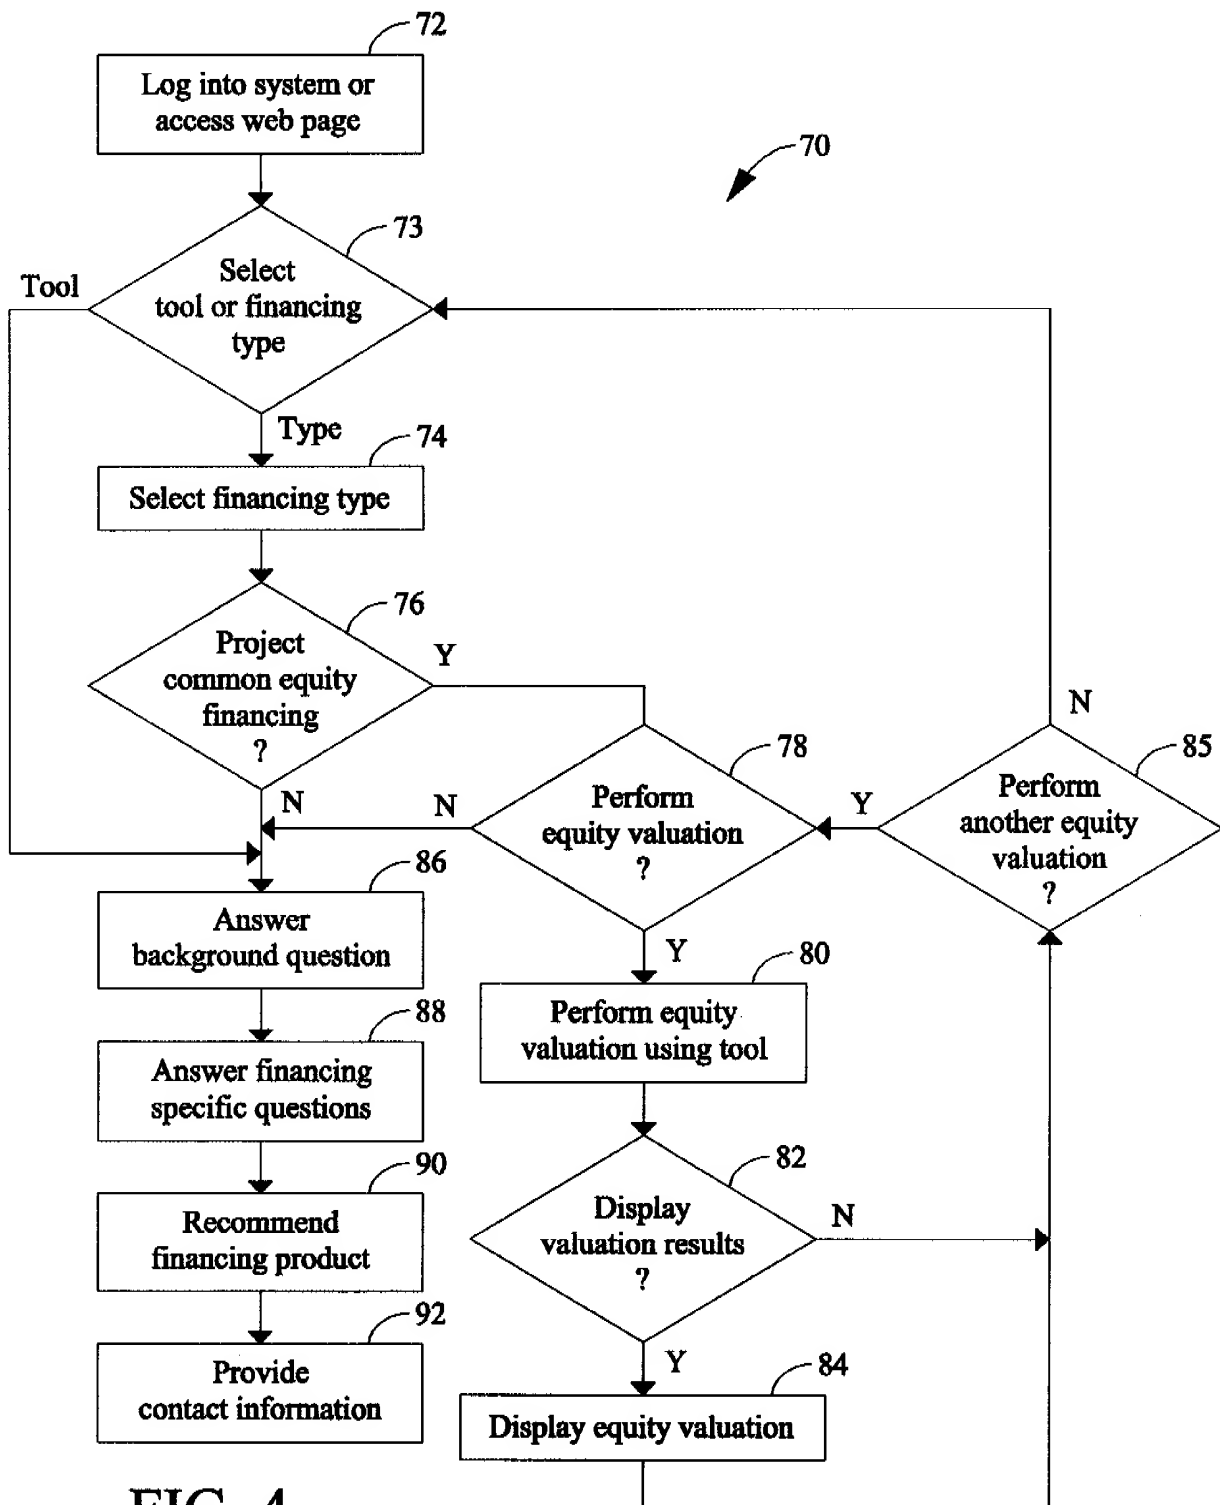 72
Log into system or
access web page
70
73
Select
tool or financing
type
Tool
Type
74
Select financing type
76
Project
common equity
financing
?
Y
N
78
Perform
equity valuation
?
N
Y
85
Perform
another equity
valuation
?
N
Y
86
Answer
background question
80
Perform equity
valuation using tool
88
Answer financing
specific questions
82
Display
valuation results
?
N
Y
90
Recommend
financing product
92
Provide
contact information
84
Display equity valuation
FIG. 4